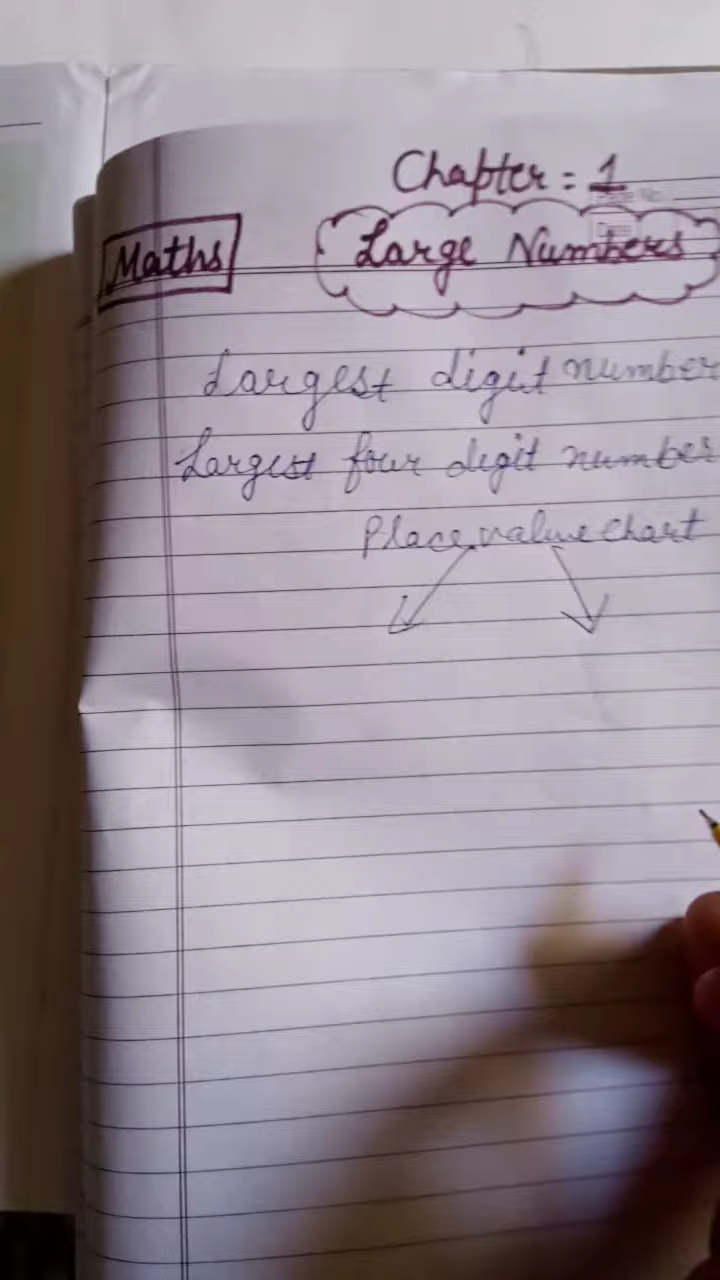 Chapter = 1
Maths
Large Numbers
Largest digit number
Largest four digit number
Place value chart